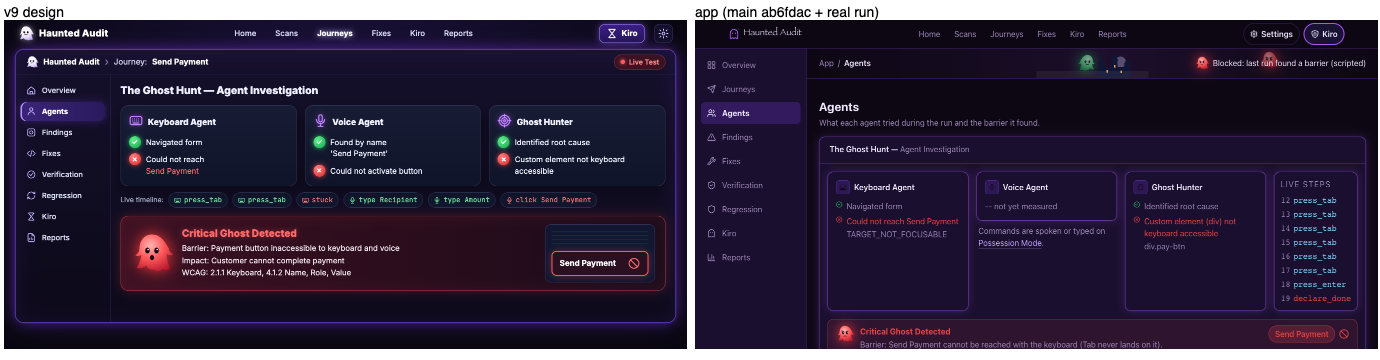 v9 design
Haunted Audit
Home Scans Journeys Fixes Kiro Reports
Kiro
Haunted Audit > Journey: Send Payment
Live Test
Overview
Agents
Findings
Fixes
Verification
Regression
Kiro
Reports
The Ghost Hunt — Agent Investigation
Keyboard Agent
Navigated form
Could not reach
Send Payment
Voice Agent
Found by name
'Send Payment'
Could not activate button
Ghost Hunter
Identified root cause
Custom element not keyboard
accessible
Live timeline: press_tab press_tab stuck type Recipient type Amount click Send Payment
Critical Ghost Detected
Barrier: Payment button inaccessible to keyboard and voice
Impact: Customer cannot complete payment
WCAG: 2.1.1 Keyboard, 4.1.2 Name, Role, Value
Send Payment
app (main ab6fdac + real run)
Haunted Audit
Home Scans Journeys Fixes Kiro Reports
Settings Kiro
App / Agents
Blocked: last run found a barrier (scripted)
Overview
Journeys
Agents
Findings
Fixes
Verification
Regression
Kiro
Reports
Agents
What each agent tried during the run and the barrier it found.
The Ghost Hunt — Agent Investigation
Keyboard Agent
Navigated form
Could not reach Send Payment
TARGET_NOT_FOCUSABLE
Voice Agent
— not yet measured
Commands are spoken or typed on
Possession Mode.
Ghost Hunter
Identified root cause
Custom element (div) not
keyboard accessible
div.pay-btn
LIVE STEPS
12 press_tab
13 press_tab
14 press_tab
15 press_tab
16 press_tab
17 press_tab
18 press_enter
19 declare_done
Critical Ghost Detected
Barrier: Send Payment cannot be reached with the keyboard (Tab never lands on it).
Send Payment